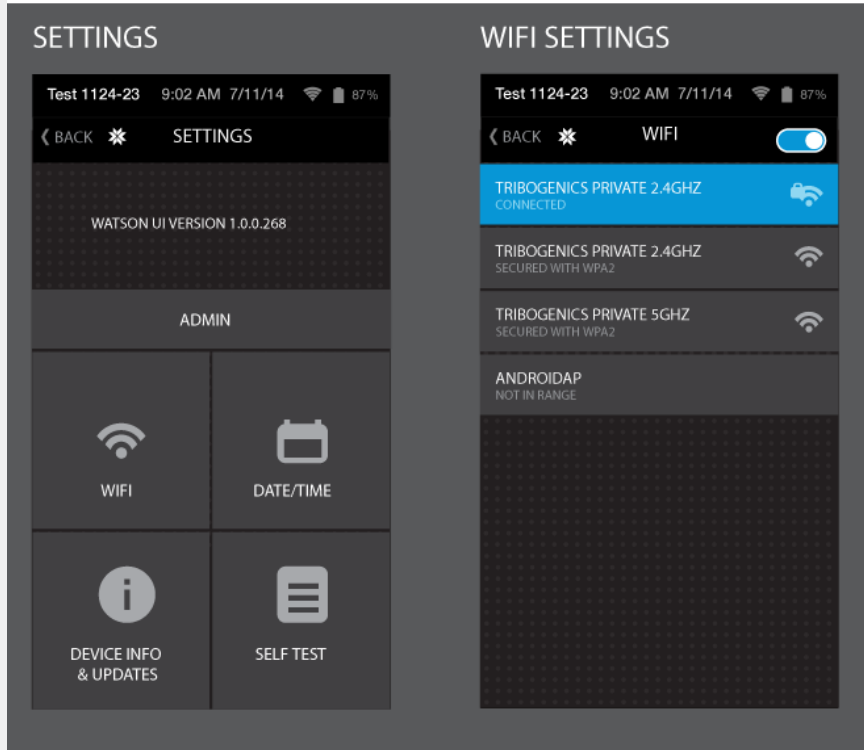 SETTINGS
Test 1124-23 9:02 AM 7/11/14 87%
BACK SETTINGS
WATSON UI VERSION 1.0.0.268
ADMIN
WIFI
DATE/TIME
DEVICE INFO
& UPDATES
SELF TEST
WIFI SETTINGS
Test 1124-23 9:02 AM 7/11/14 87%
BACK WIFI
TRIBOGENICS PRIVATE 2.4GHZ
CONNECTED
TRIBOGENICS PRIVATE 2.4GHZ
SECURED WITH WPA2
TRIBOGENICS PRIVATE 5GHZ
SECURED WITH WPA2
ANDROIDAP
NOT IN RANGE